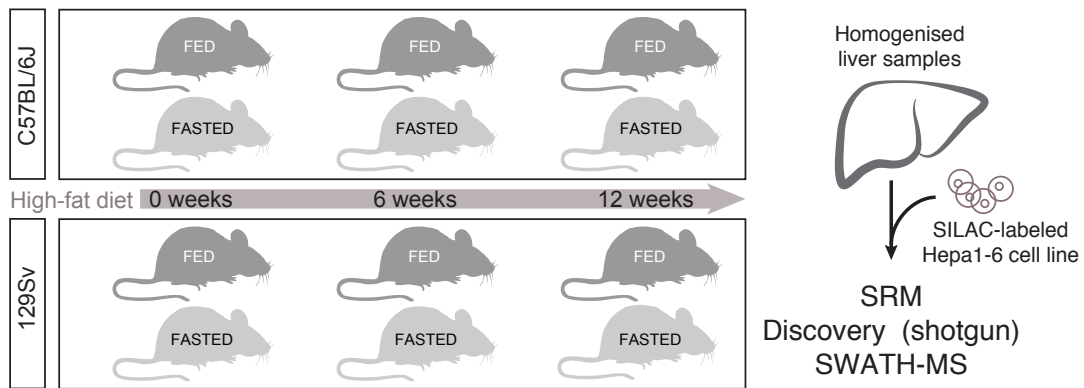 C57BL/6J
FED
FED
FED
FASTED
FASTED
FASTED
High-fat diet
0 weeks
6 weeks
12 weeks
129Sv
FED
FED
FED
FASTED
FASTED
FASTED
Homogenised
liver samples
SILAC-labeled
Hepa1-6 cell line
SRM
Discovery (shotgun)
SWATH-MS